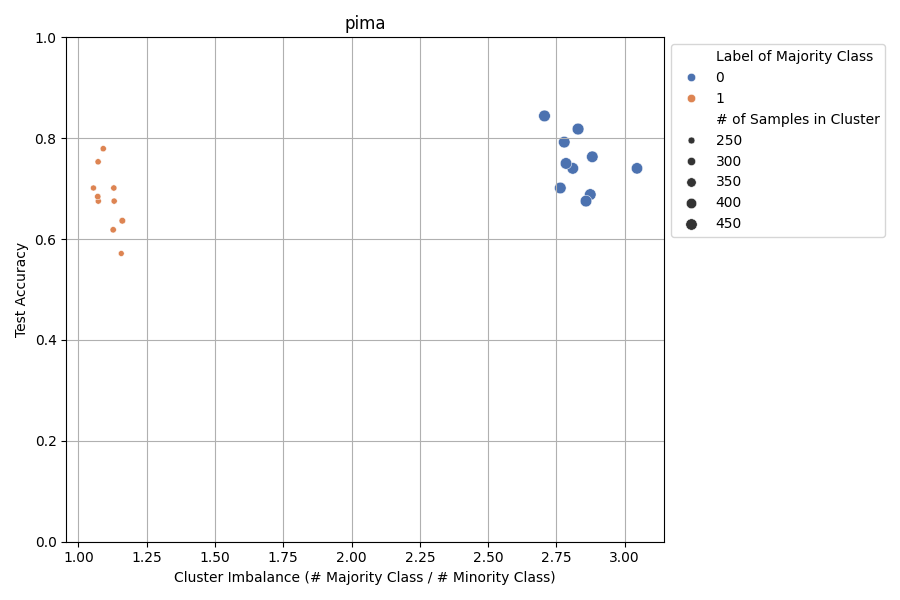 pima
1.0
0.8
0.6
0.4
0.2
0.0
Test Accuracy
1.00 1.25 1.50 1.75 2.00 2.25 2.50 2.75 3.00
Cluster Imbalance (# Majority Class / # Minority Class)
Label of Majority Class
0
1
# of Samples in Cluster
250
300
350
400
450